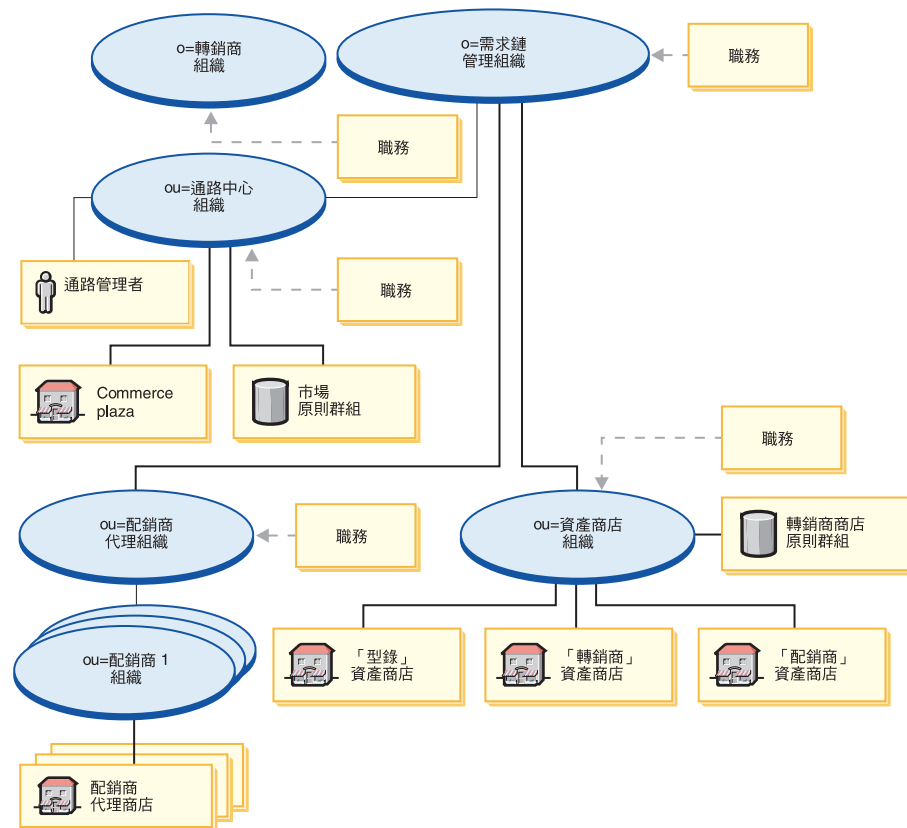 o=轉銷商
組織
o=需求鏈
管理組織
職務
職務
ou=通路中心
組織
通路管理者
職務
Commerce
plaza
市場
原則群組
職務
ou=配銷商
代理組織
職務
ou=資產商店
組織
轉銷商商店
原則群組
ou=配銷商 1
組織
「型錄」
資產商店
「轉銷商」
資產商店
「配銷商」
資產商店
配銷商
代理商店